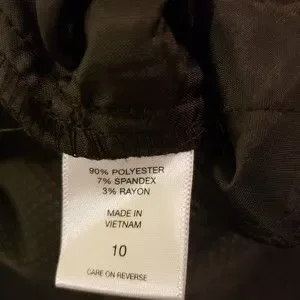 90% POLYESTER
7% SPANDEX
3% RAYON
MADE IN
VIETNAM
10
CARE ON REVERSE